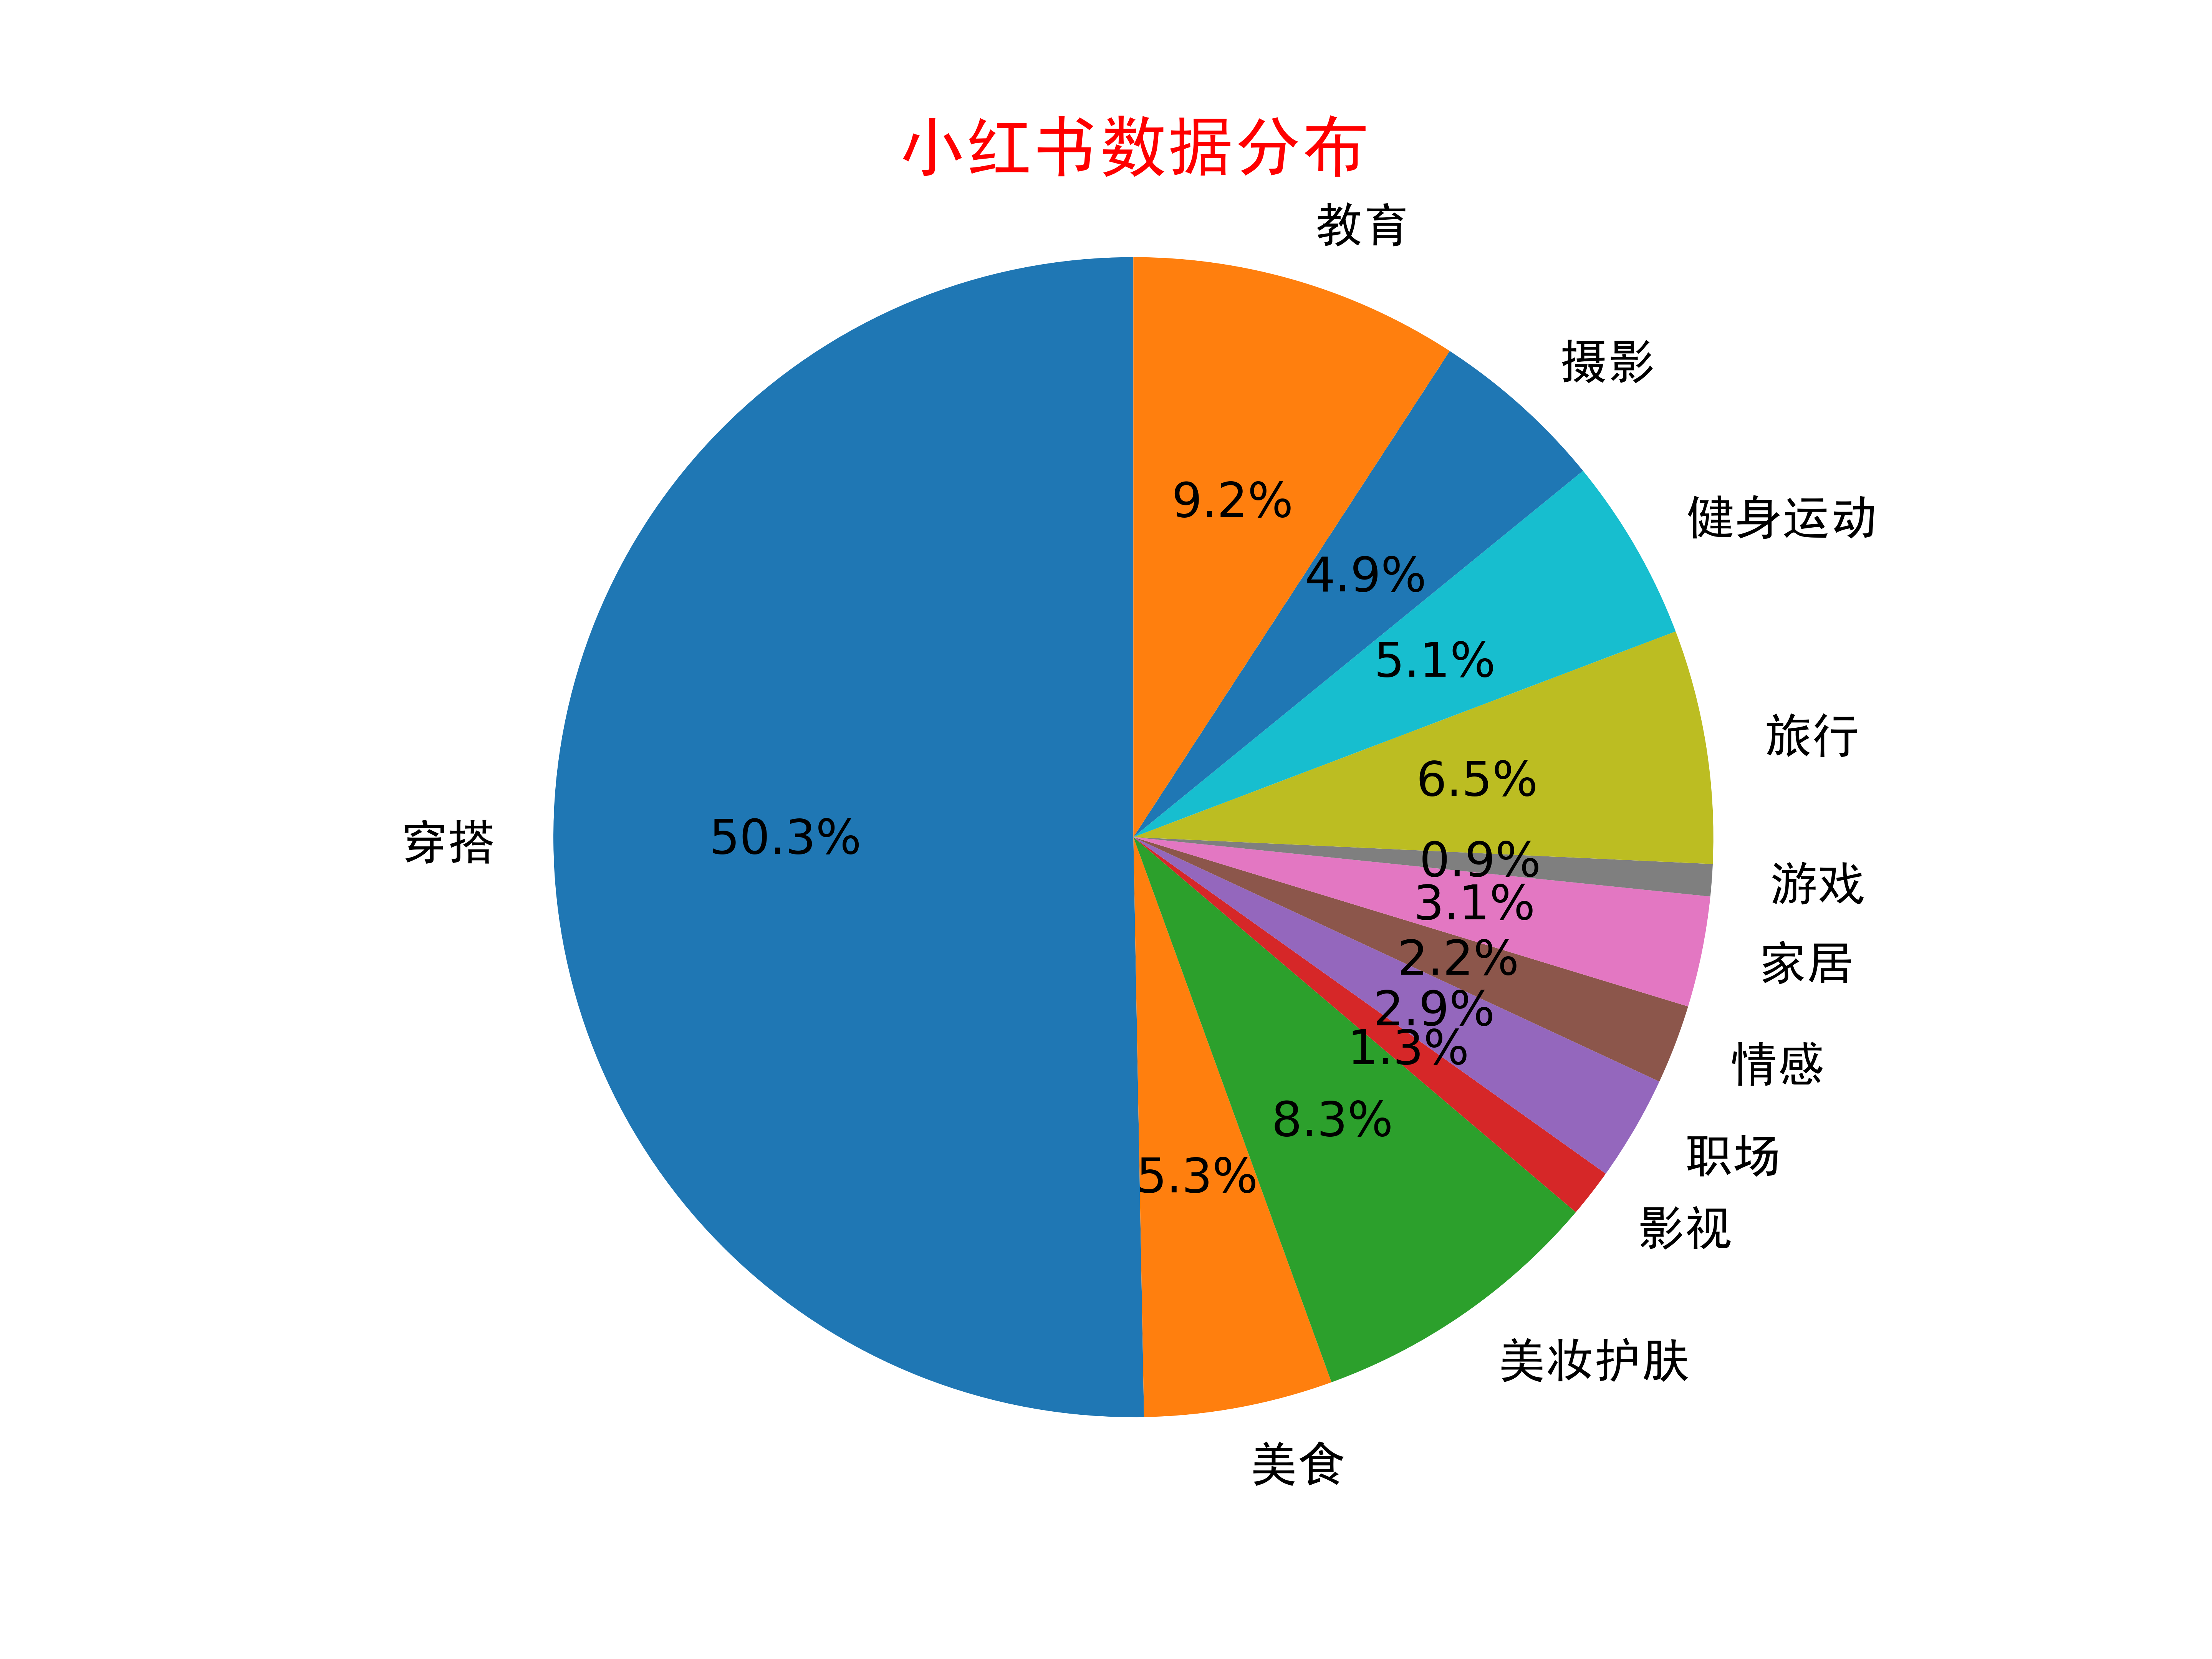 小红书数据分布
教育
摄影
健身运动
旅行
游戏
家居
情感
职场
影视
美妆护肤
美食
穿搭
9.2%
4.9%
5.1%
6.5%
0.9%
3.1%
2.2%
2.9%
1.3%
8.3%
5.3%
50.3%